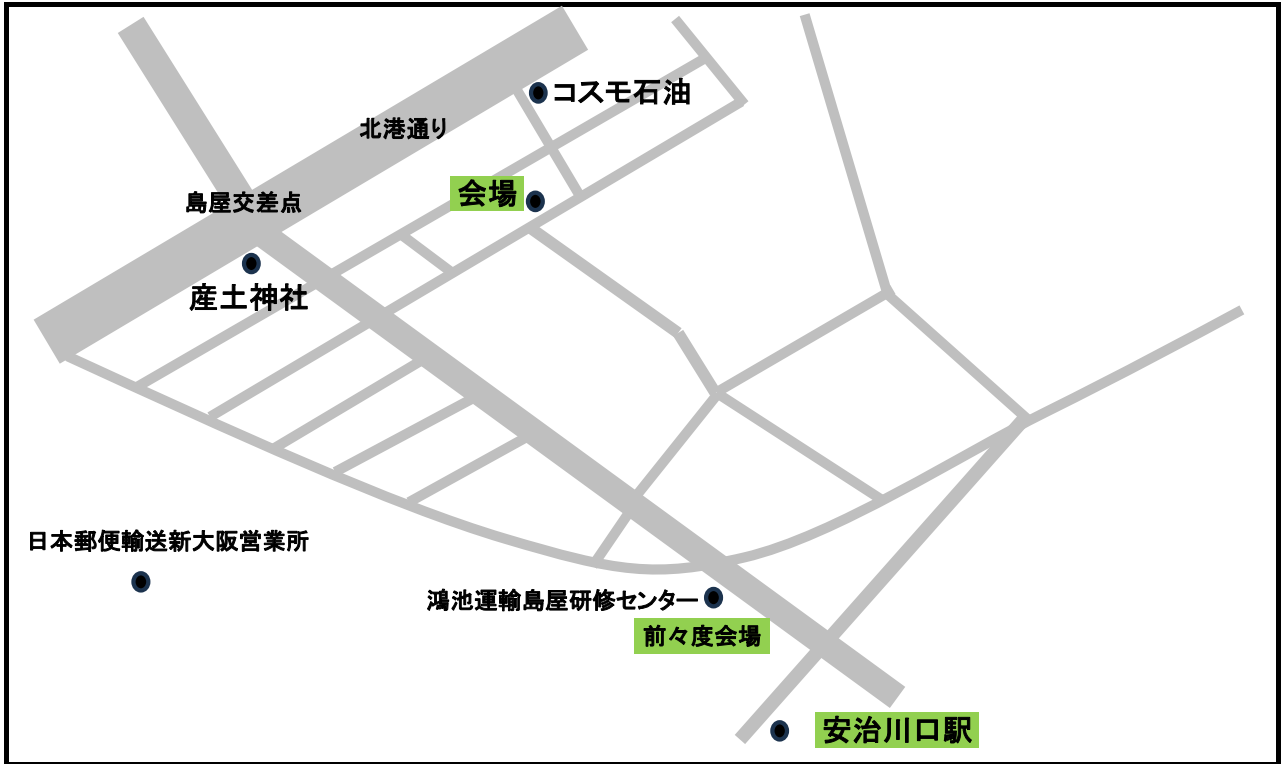 コスモ石油
北港通り
会場
島屋交差点
産土神社
日本郵便輸送新大阪営業所
鴻池運輸島屋研修センター
前々度会場
安治川口駅